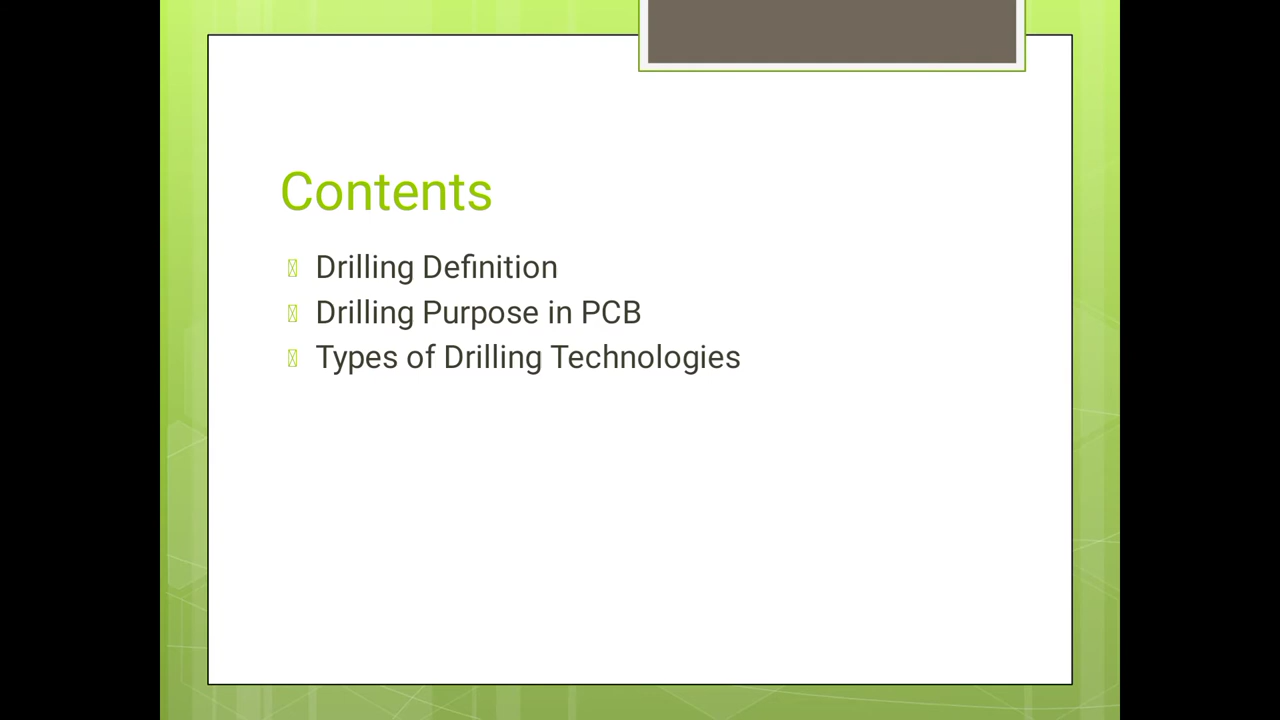 Contents
Drilling Definition
Drilling Purpose in PCB
Types of Drilling Technologies